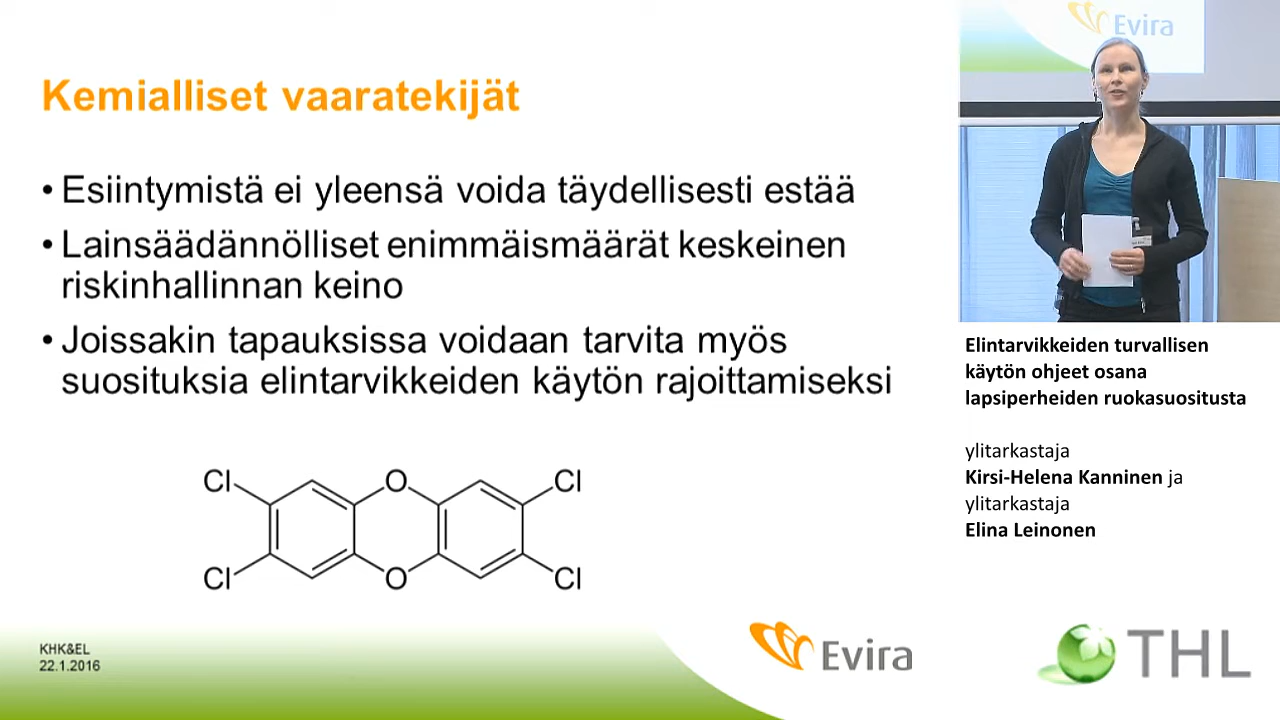 Kemialliset vaaratekijät
• Esiintymistä ei yleensä voida täydellisesti estää
• Lainsäädännölliset enimmäismäärät keskeinen
riskinhallinnan keino
• Joissakin tapauksissa voidaan tarvita myös
suosituksia elintarvikkeiden käytön rajoittamiseksi
Cl O Cl
Cl O Cl
KHK&EL
22.1.2016
Evira
Evira
Elintarvikkeiden turvallisen
käytön ohjeet osana
lapsiperheiden ruokasuositusta
ylitarkastaja
Kirsi-Helena Kanninen ja
ylitarkastaja
Elina Leinonen
THL